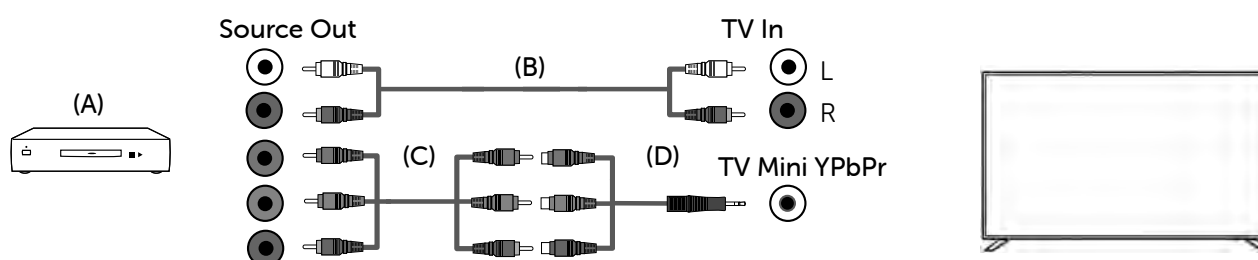 Source Out
TV In
(A)
(B)
L
R
(C)
(D)
TV Mini YPbPr